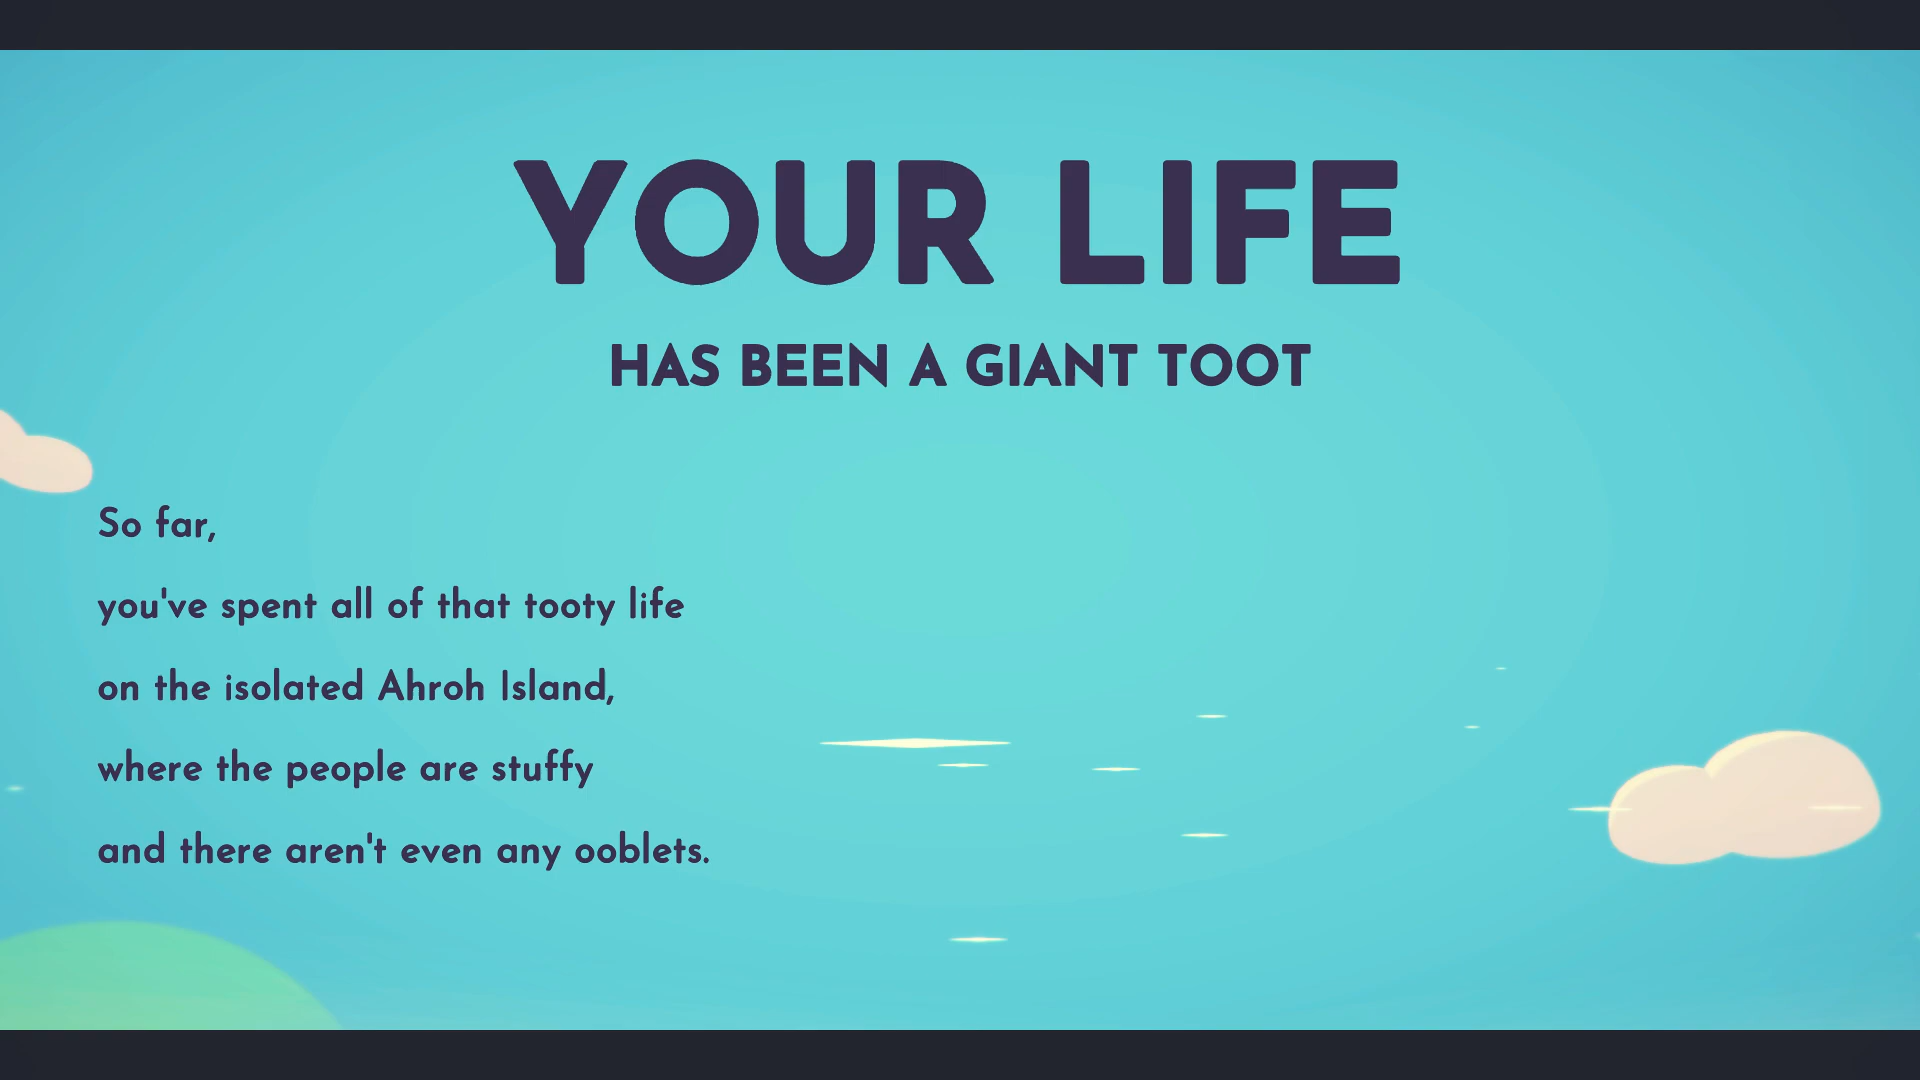 YOUR LIFE
HAS BEEN A GIANT TOOT
So far,
you've spent all of that tooty life
on the isolated Ahroh Island,
where the people are stuffy
and there aren't even any ooblets.